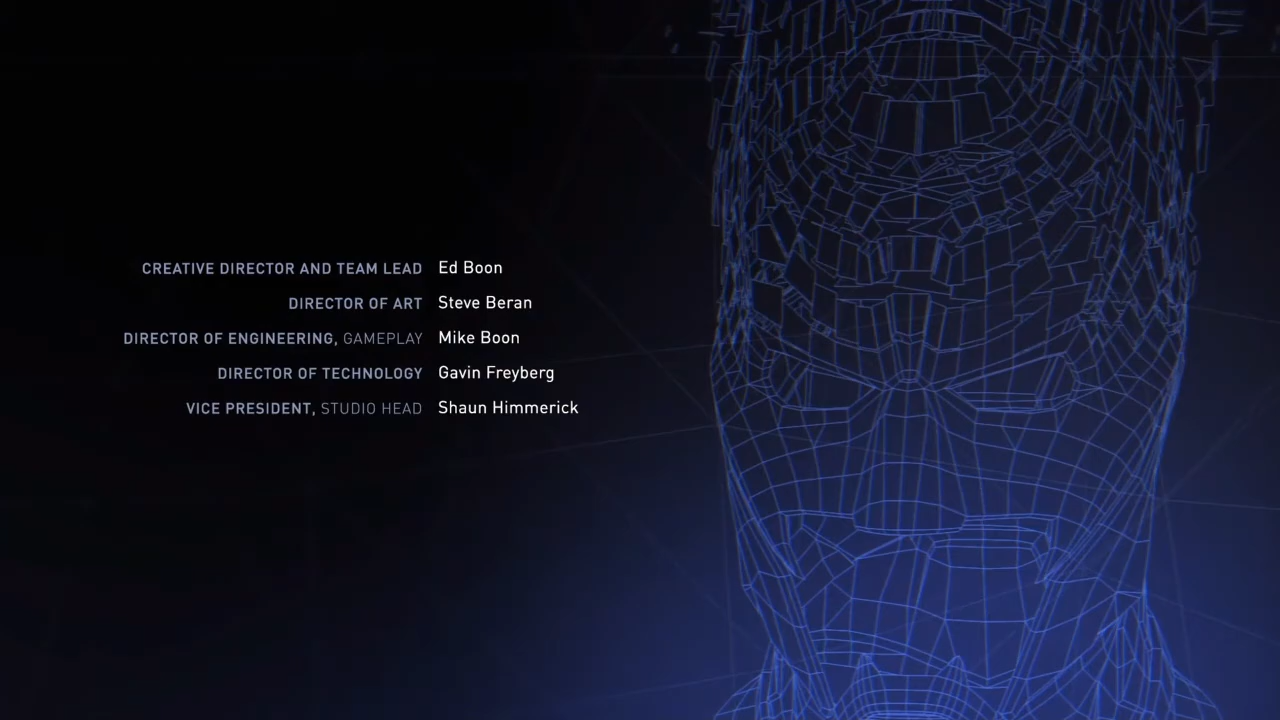 CREATIVE DIRECTOR AND TEAM LEAD Ed Boon
DIRECTOR OF ART Steve Beran
DIRECTOR OF ENGINEERING, GAMEPLAY Mike Boon
DIRECTOR OF TECHNOLOGY Gavin Freyberg
VICE PRESIDENT, STUDIO HEAD Shaun Himmerick